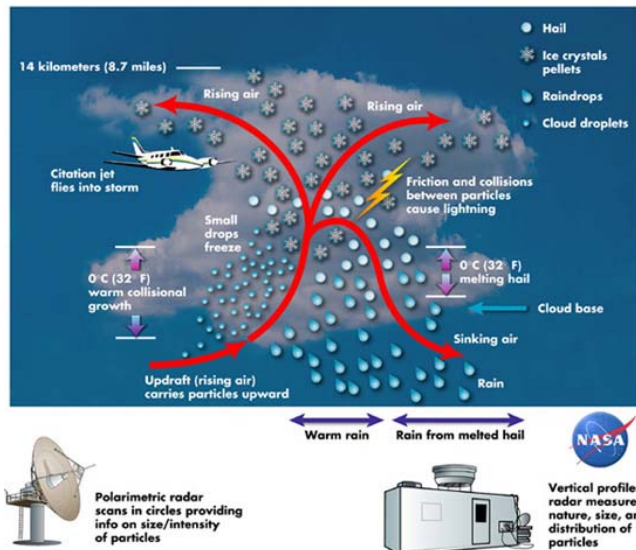 Hail
Ice crystals
pellets
Raindrops
Cloud droplets
14 kilometers (8.7 miles)
Rising air
Rising air
Citation jet
flies into storm
Friction and collisions
between particles
cause lightning
Small
drops
freeze
0 C (32 F)
warm collisional
growth
0 C (32 F)
melting hail
Cloud base
Sinking air
Updraft (rising air)
carries particles upward
Rain
Warm rain
Rain from melted hail
NASA
Polarimetric radar
scans in circles providing
info on size/intensity
of particles
Vertical profile
radar measure
nature, size, an
distribution of
particles